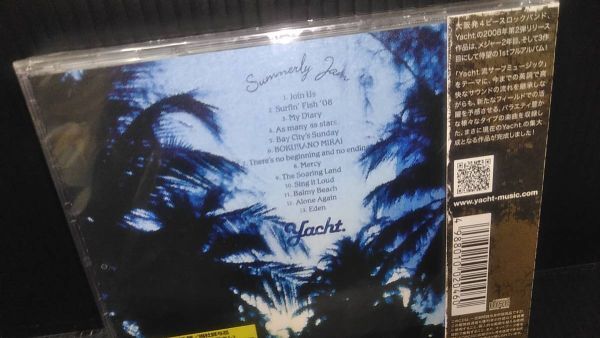 Summerly Jam
1. Join Us
2. Surfin' Fish '08
3. My Diary
4. As many as stars
5. Bay City's Sunday
6. BOKURANO MIRAI
7. There's no beginning and no ending
8. Mercy
9. The Soaring Land
10. Sing it Loud
11. Balmy Beach
12. Alone Again
13. Eden
Yacht.
大阪発4ピースロックバンド、
Yacht.の2008年第2弾リリース
作品は、メジャー2年目、そして3作
目にして待望の1stフルアルバム!
「Yacht.流サーフミュージック」
をテーマに、今までの英詞で爽
快なサウンドの流れを継承しな
がらも、新たなフィールドでの活
躍を予感させる、バラエティ豊か
な様々なタイプの楽曲を収録し
た、まさに現在のYacht.の集大
成となる作品が完成しました!
www.yacht-music.com
4988010020460